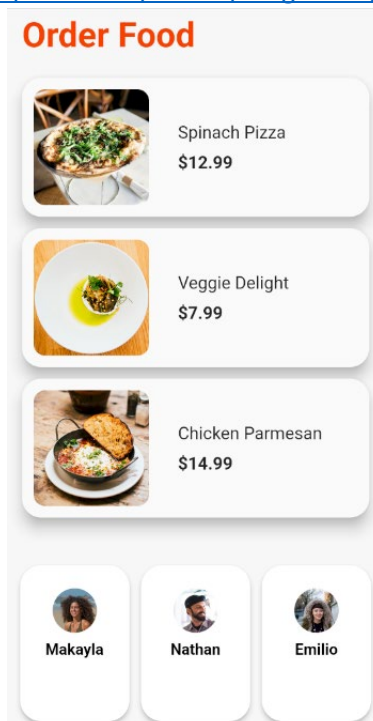 Order Food
Spinach Pizza
$12.99
Veggie Delight
$7.99
Chicken Parmesan
$14.99
Makayla
Nathan
Emilio